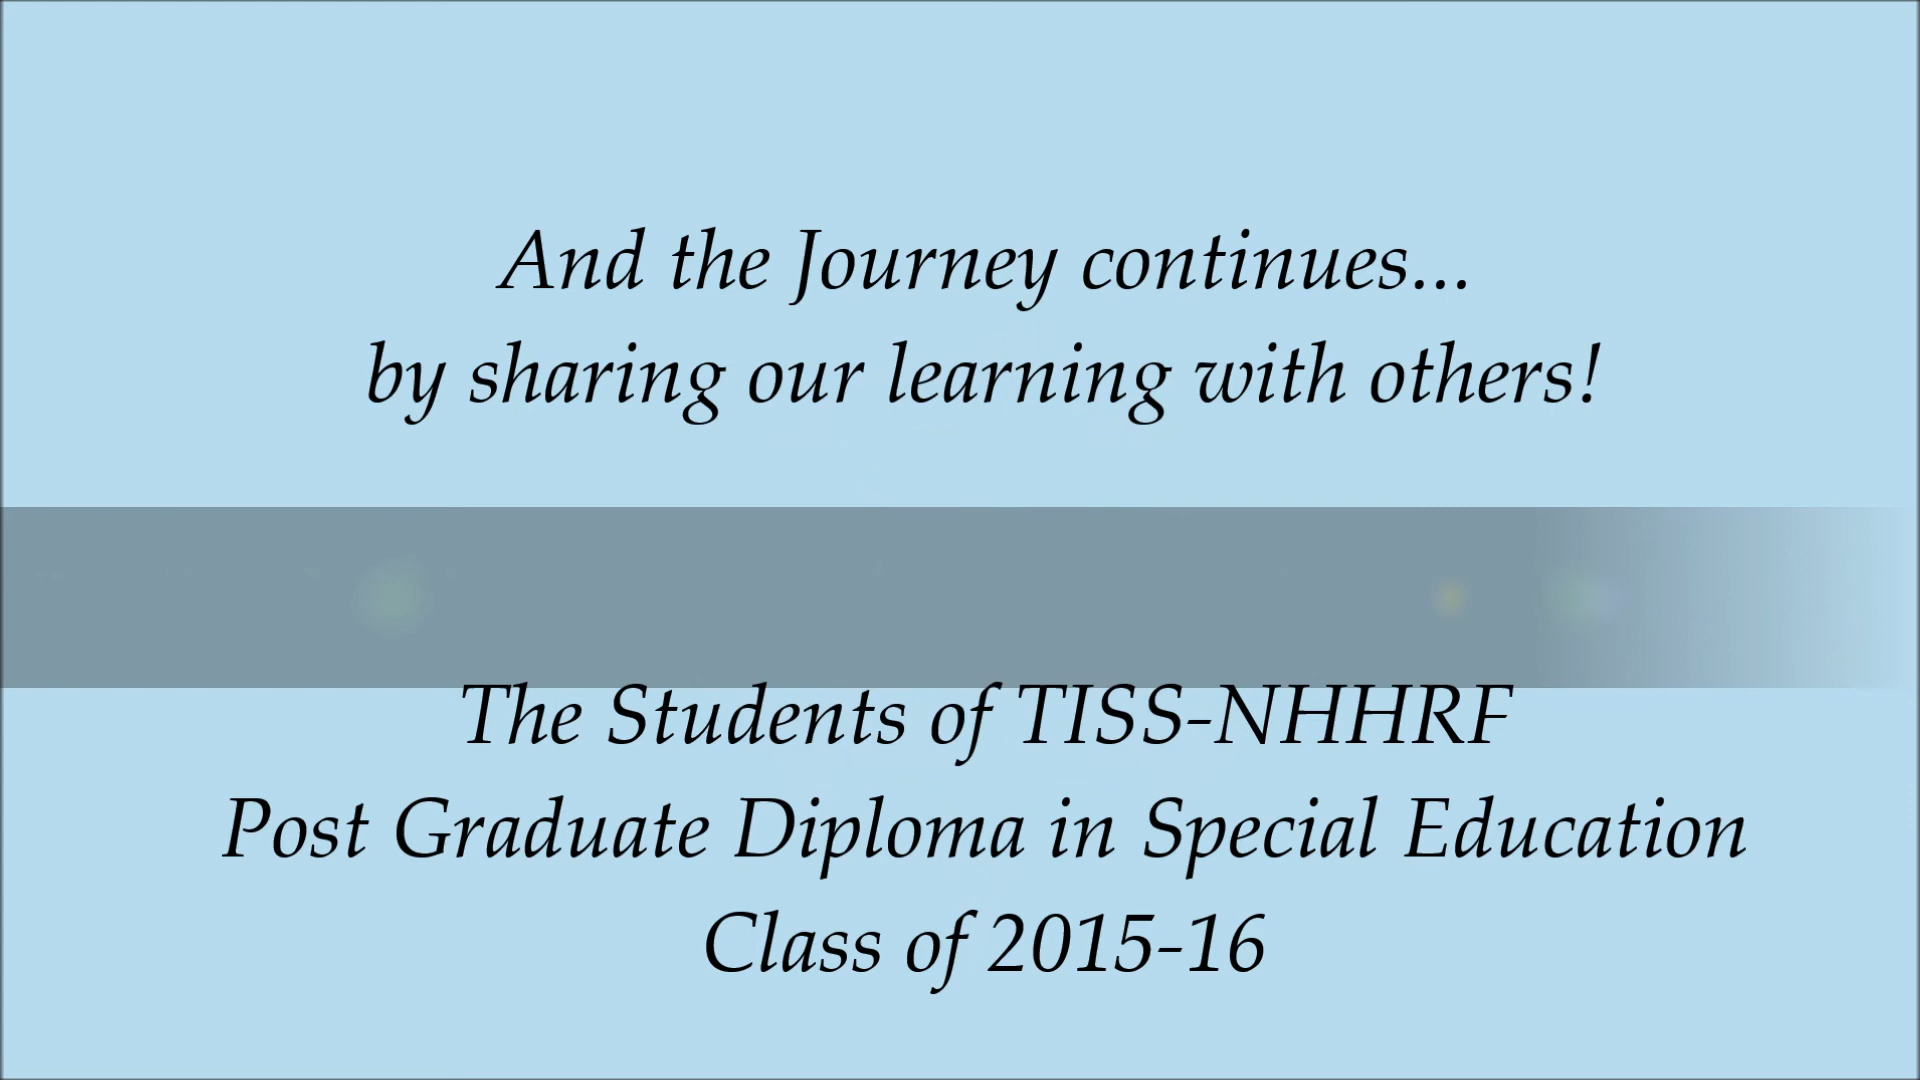 And the Journey continues...
by sharing our learning with others!
The Students of TISS-NHHRF
Post Graduate Diploma in Special Education
Class of 2015-16